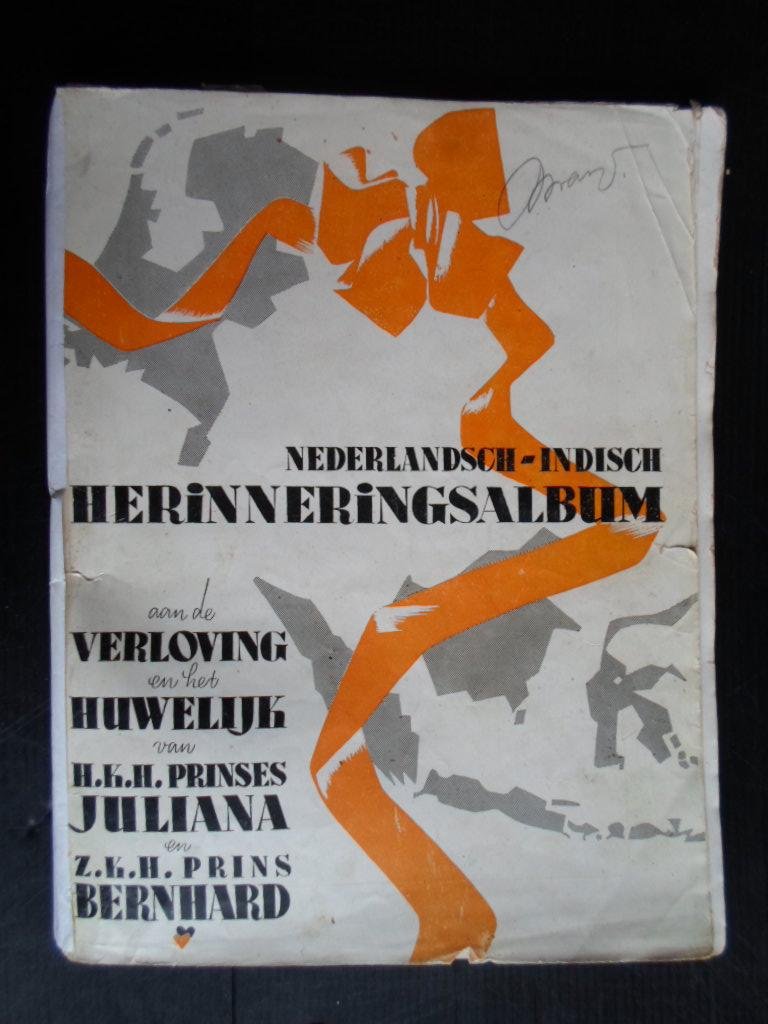 NEDERLANDSCH-INDISCH
HERINNERINGSALBUM
aan de
VERLOVING
en het
HUWELIJK
van
H.K.H. PRINSES
JULIANA
en
Z.K.H. PRINS
BERNHARD